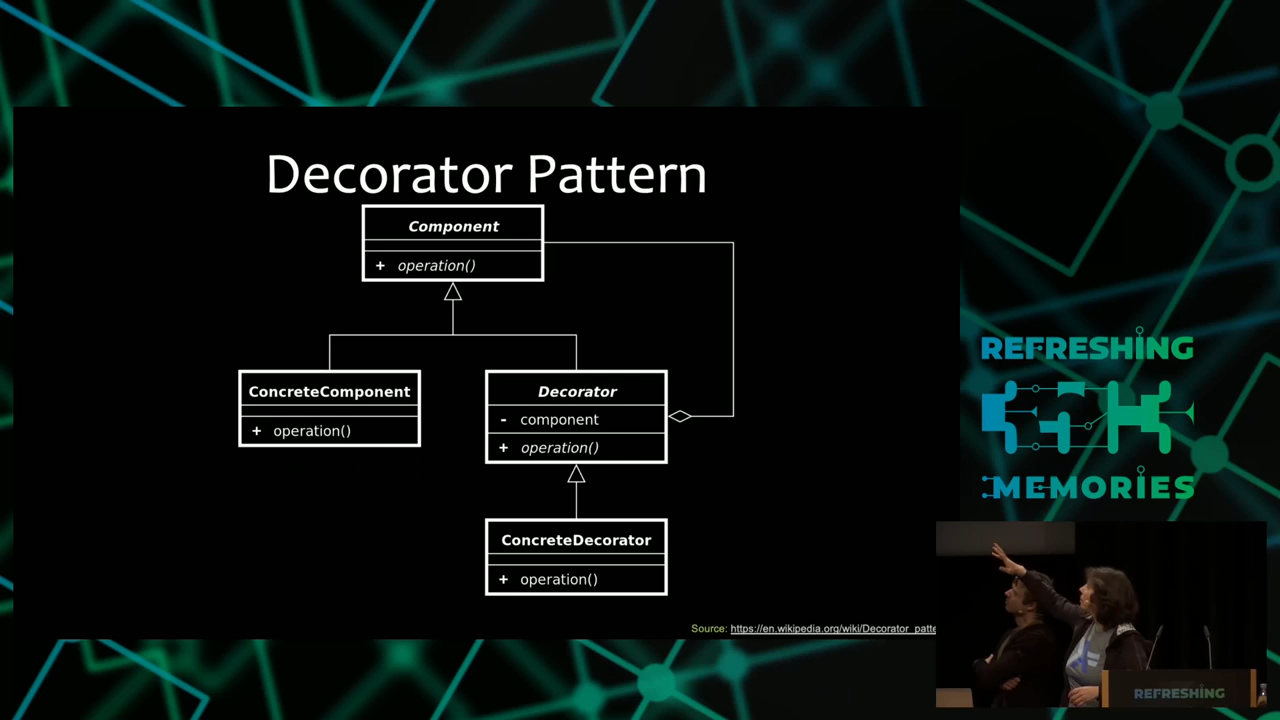 Decorator Pattern
Component
+ operation()
ConcreteComponent
+ operation()
Decorator
- component
+ operation()
ConcreteDecorator
+ operation()
Source: https://en.wikipedia.org/wiki/Decorator_patte
REFRESHING
MEMORIES
REFRESHING